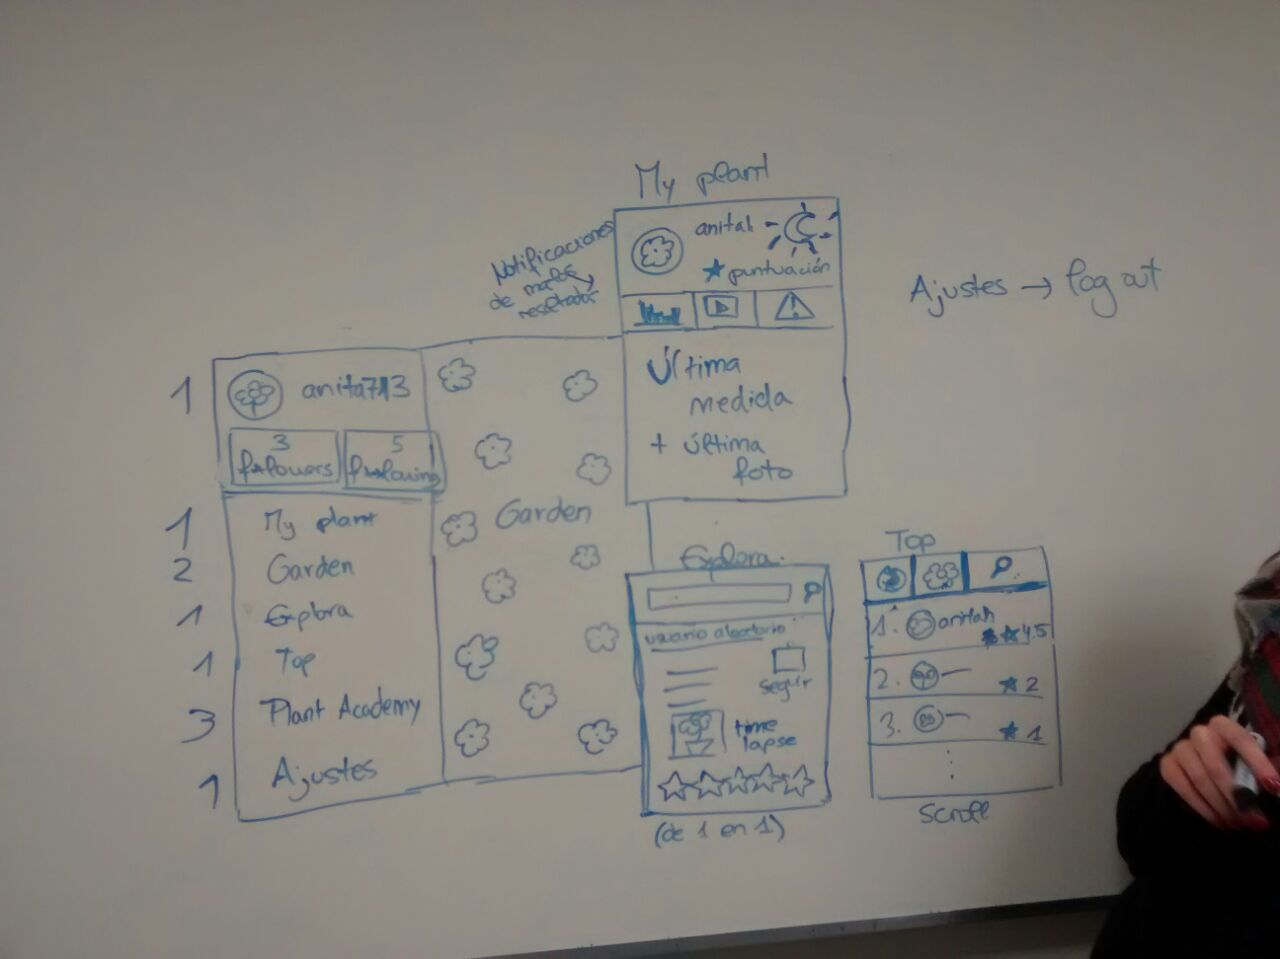 My plant
Notificaciones
de malos
resultados
anitah
★ puntuación
Última
medida
+ última
foto
Ajustes → log out
1
anita713
3
followers
5
following
1 My plant
2 Garden
1 Explora
1 Top
3 Plant Academy
1 Ajustes
Garden
Explora
usuario aleatorio
seguir
time
lapse
(de 1 en 1)
Top
1. anitah
★ 4.5
2. ★ 2
3. ★ 1
scroll